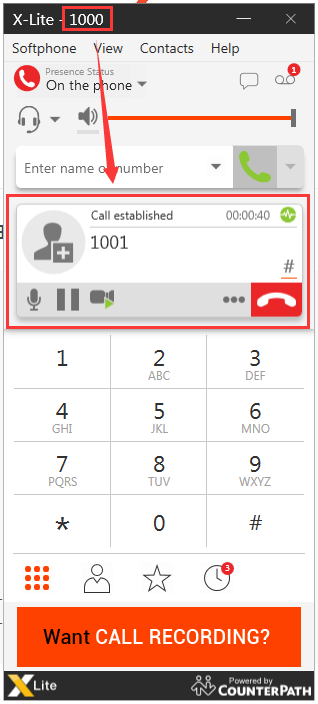 X-Lite - 1000
Softphone View Contacts Help
Presence Status
On the phone
1
Enter name or number
Call established 00:00:40
1001
#
1 2 3
ABC DEF
4 5 6
GHI JKL MNO
7 8 9
PQRS TUV WXYZ
* 0 #
3
Want CALL RECORDING?
X Lite Powered by
COUNTERPATH